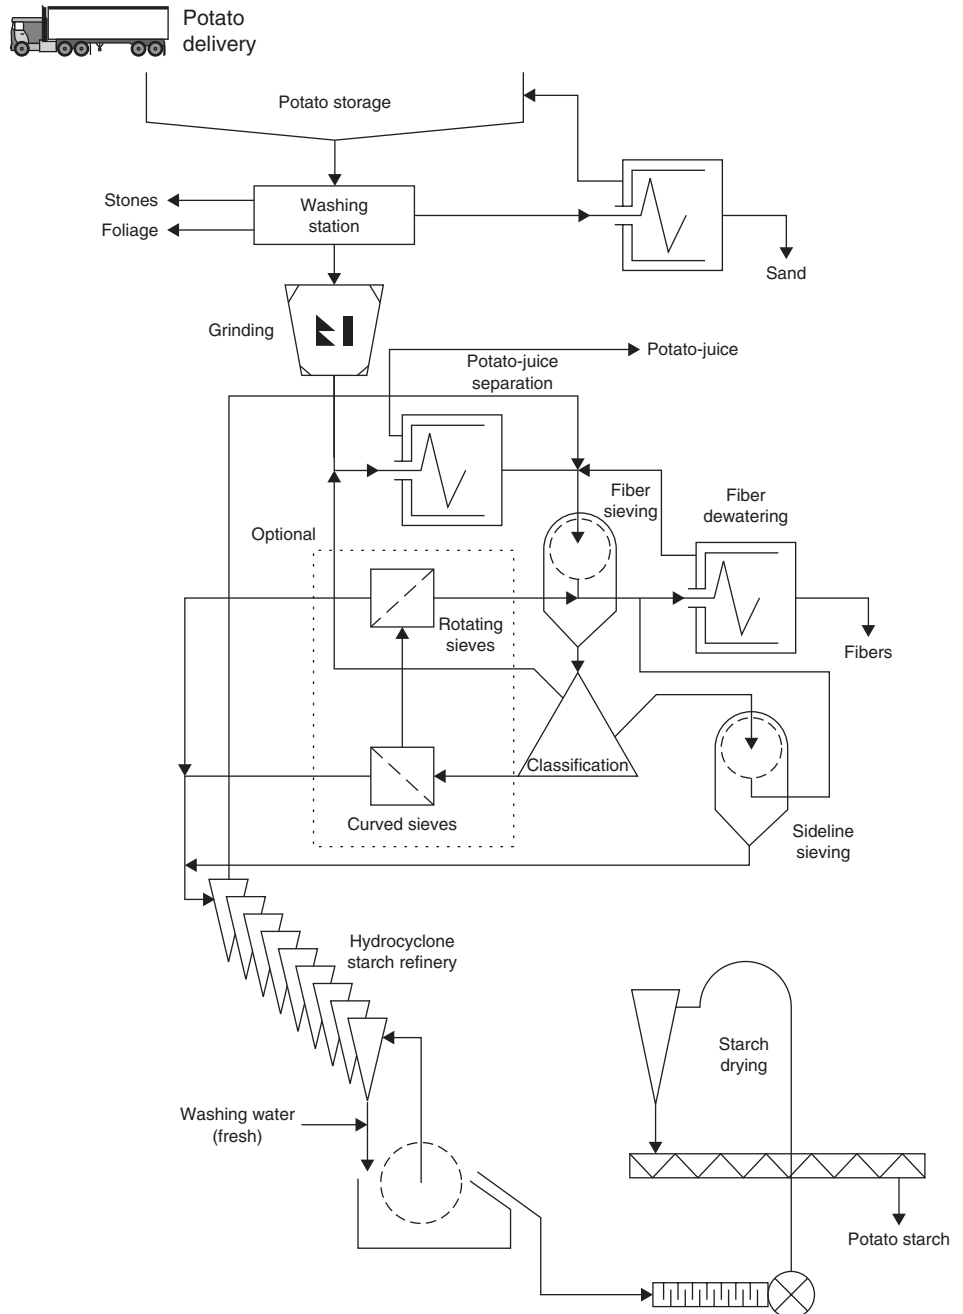 Potato
delivery
Potato storage
Stones
Foliage
Washing
station
Sand
Grinding
Potato-juice
separation
Potato-juice
Optional
Fiber
sieving
Fiber
dewatering
Rotating
sieves
Fibers
Classification
Curved sieves
Sideline
sieving
Hydrocyclone
starch refinery
Starch
drying
Washing water
(fresh)
Potato starch